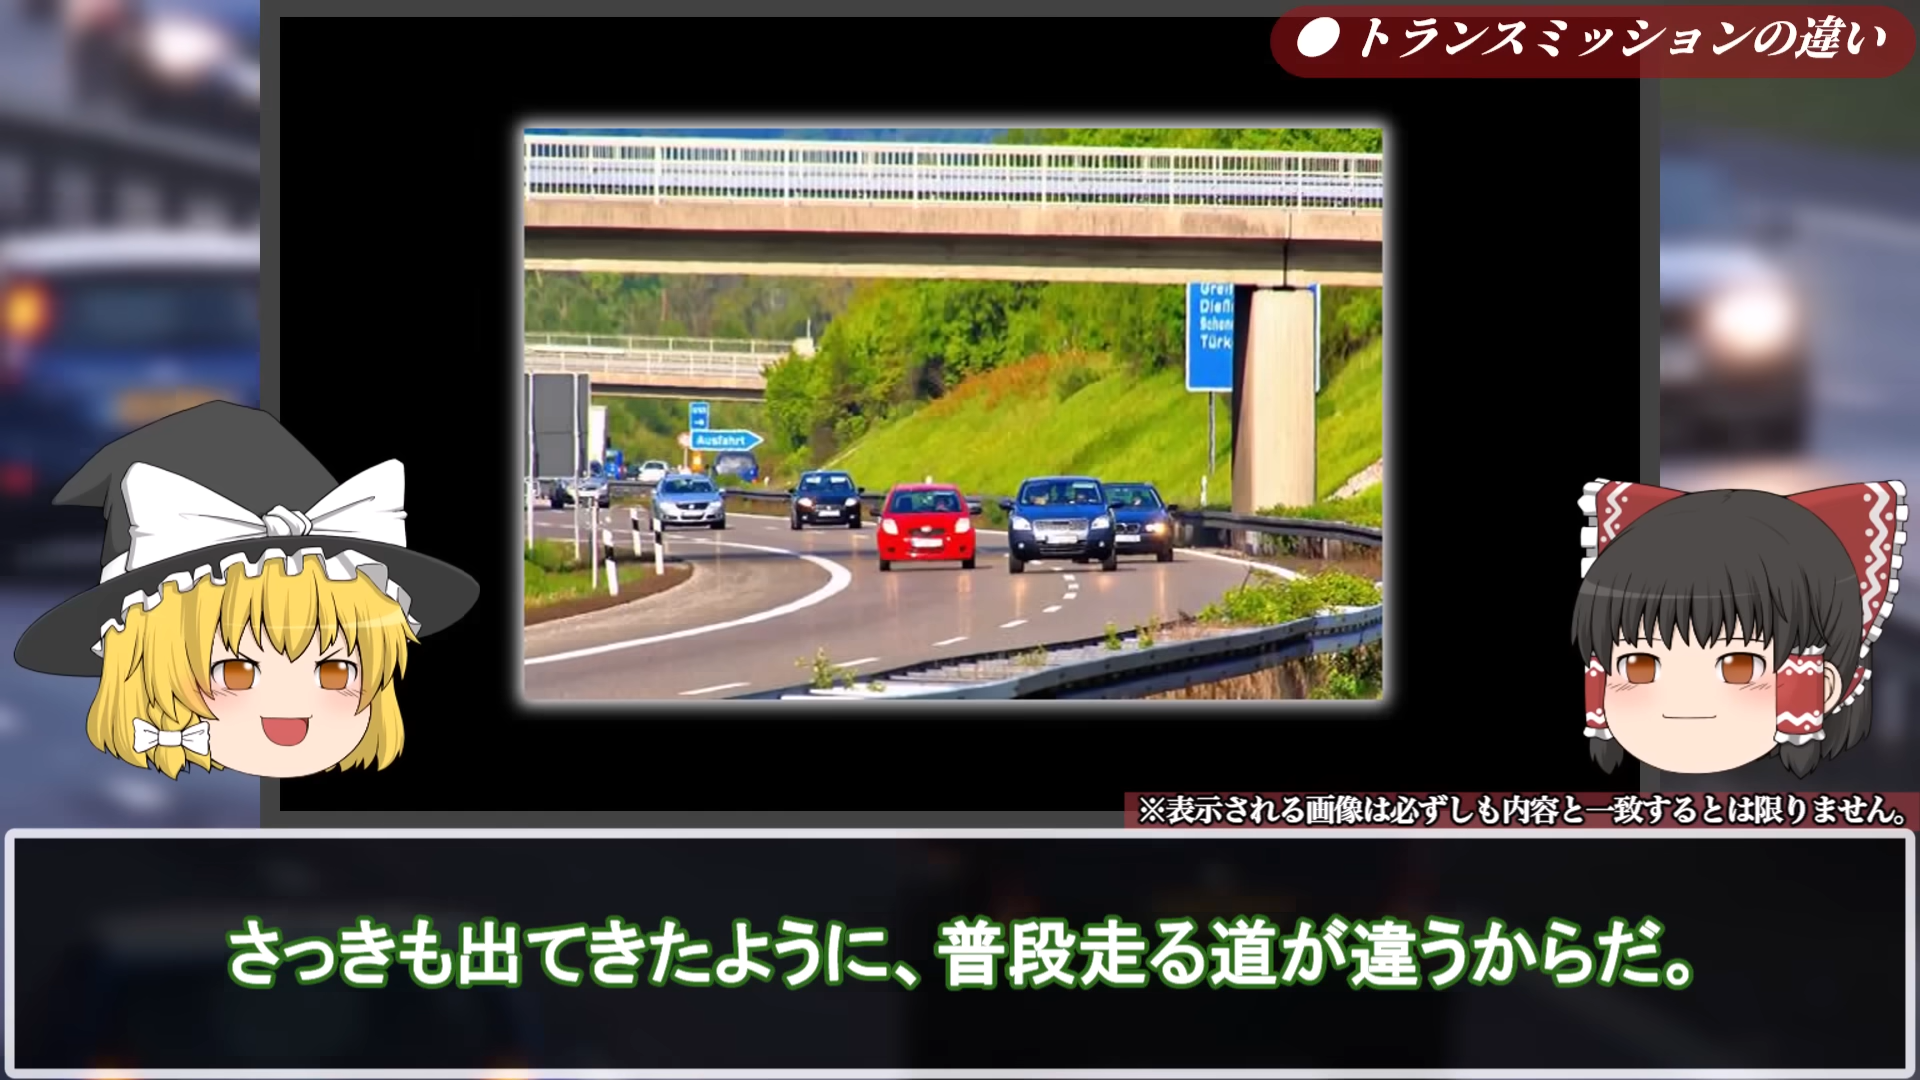 ●トランスミッションの違い
Ausfahrt
※表示される画像は必ずしも内容と一致するとは限りません。
さっきも出てきたように、普段走る道が違うからだ。